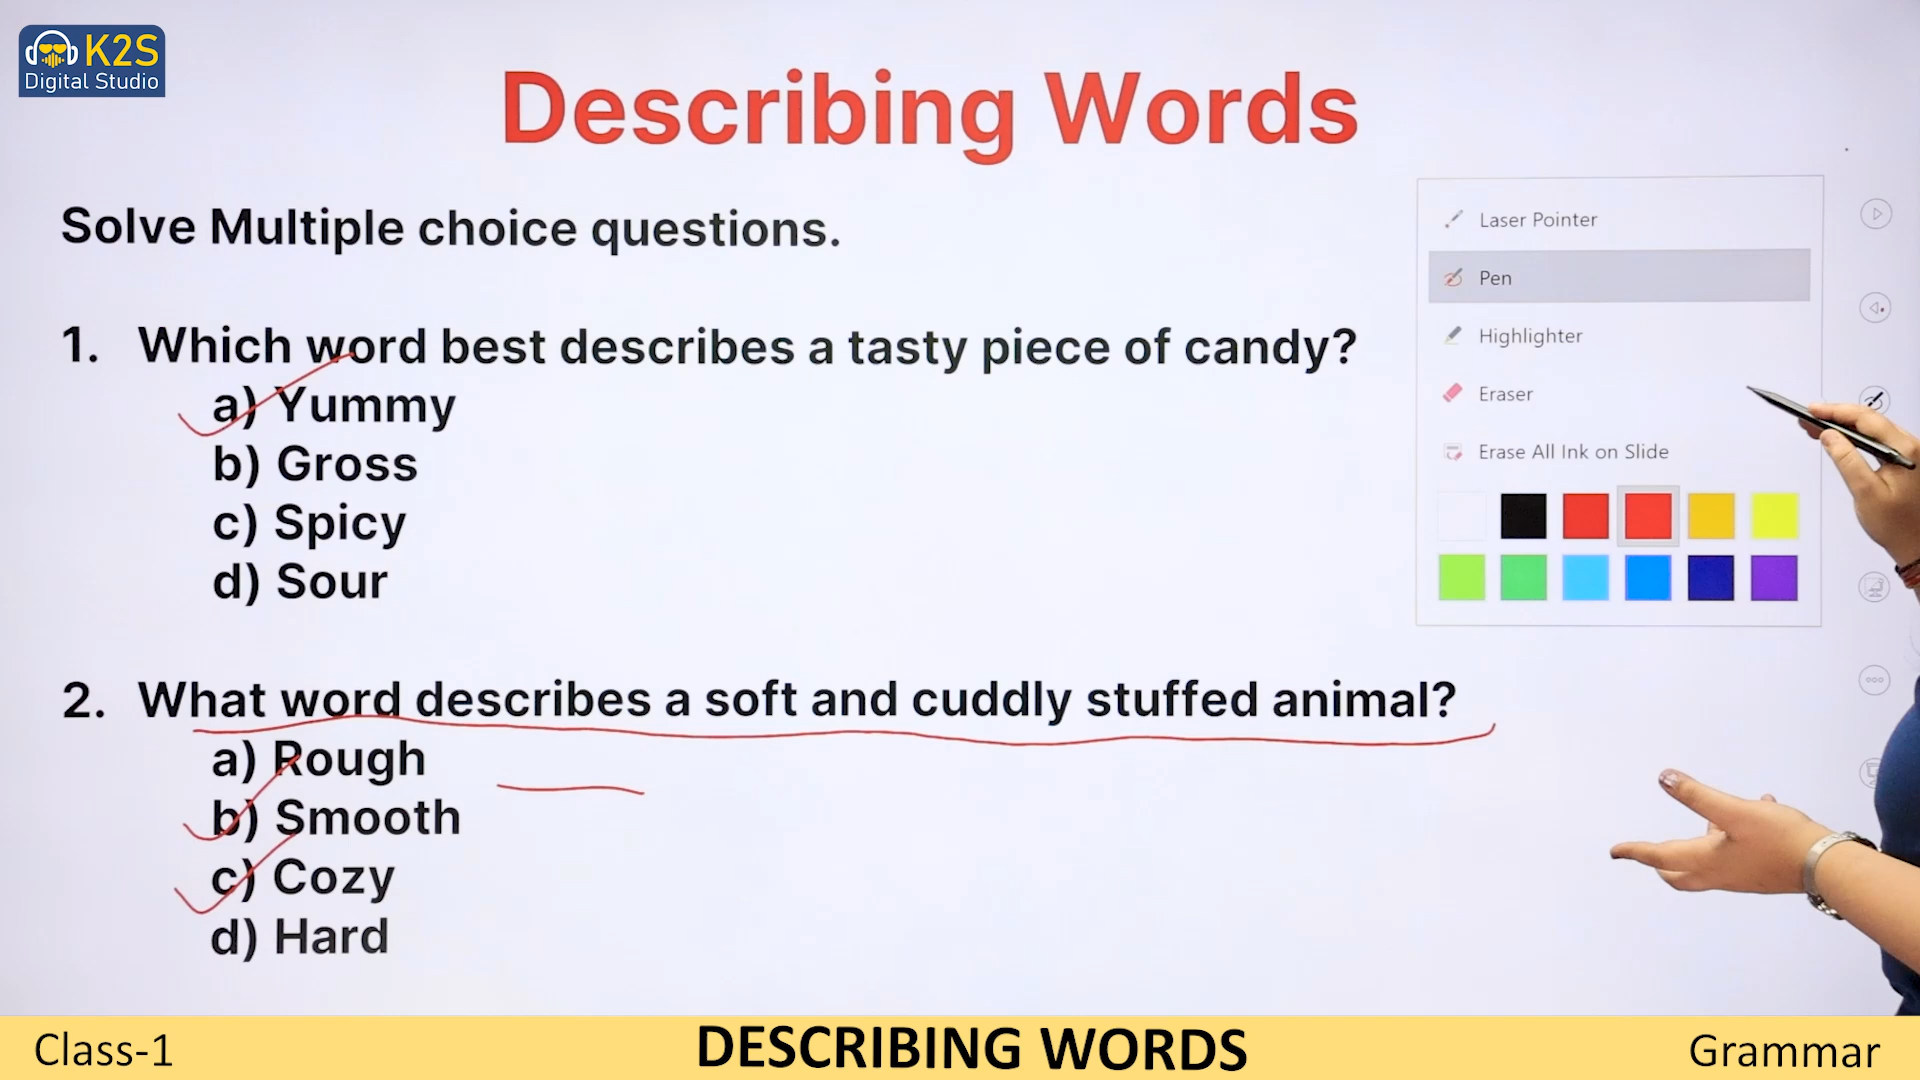 K2S
Digital Studio
Describing Words
Solve Multiple choice questions.
1. Which word best describes a tasty piece of candy?
a) Yummy
b) Gross
c) Spicy
d) Sour
2. What word describes a soft and cuddly stuffed animal?
a) Rough
b) Smooth
c) Cozy
d) Hard
Laser Pointer
Pen
Highlighter
Eraser
Erase All Ink on Slide
Class-1
DESCRIBING WORDS
Grammar